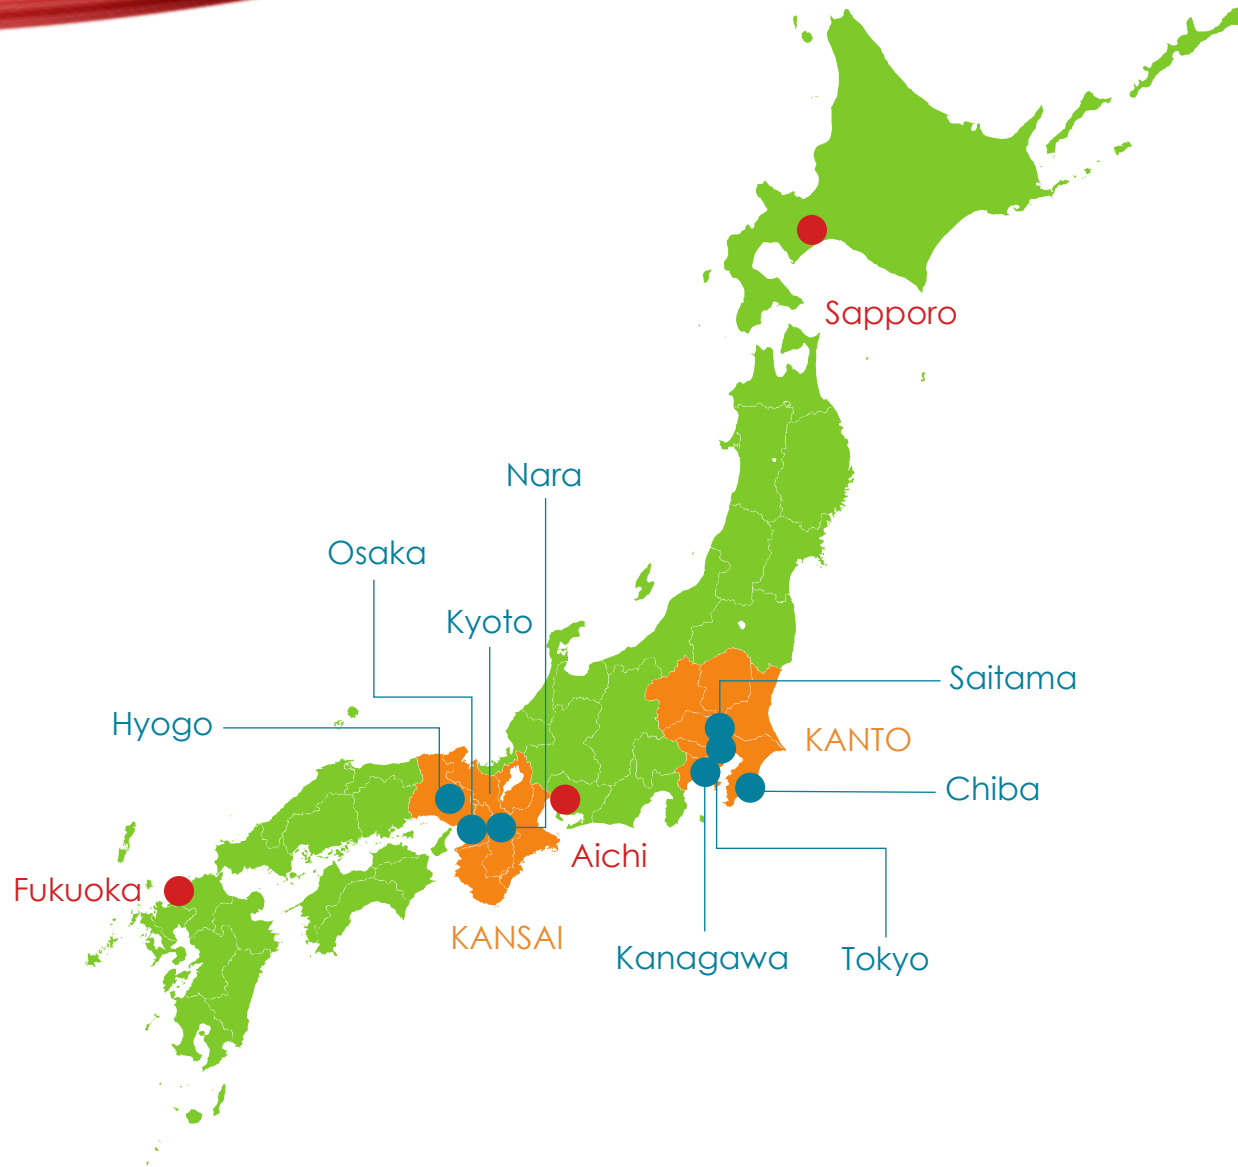 Sapporo
Nara
Osaka
Kyoto
Saitama
Hyogo
KANTO
Chiba
Aichi
Fukuoka
KANSAI
Kanagawa
Tokyo